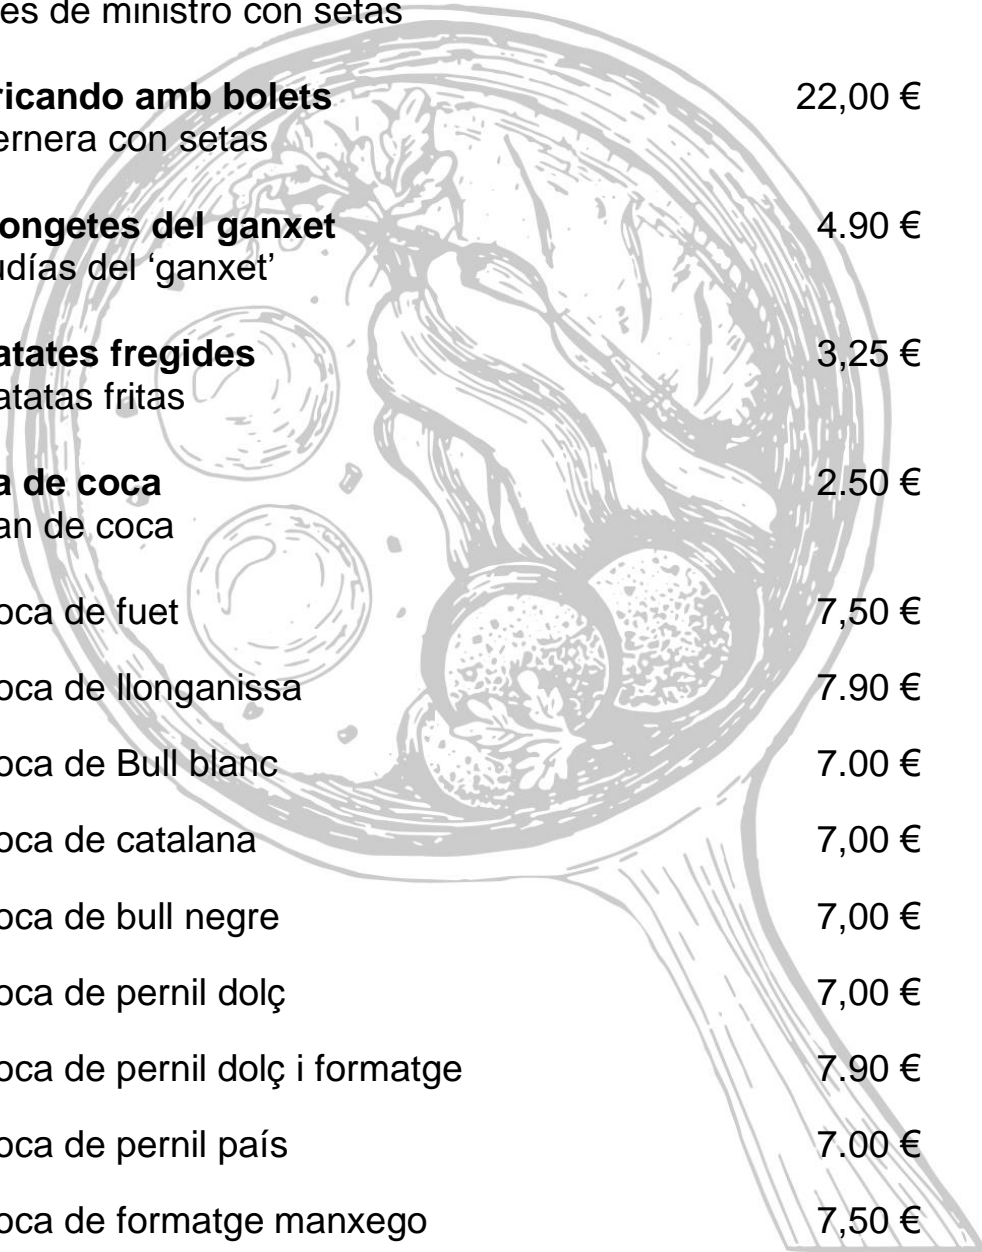 es de ministro con setas
ricando amb bolets 22,00 €
ernera con setas
ongetes del ganxet 4.90 €
udías del ‘ganxet’
atates fregides 3,25 €
atatas fritas
a de coca 2.50 €
an de coca
oca de fuet 7,50 €
oca de llonganissa 7.90 €
oca de Bull blanc 7.00 €
oca de catalana 7,00 €
oca de bull negre 7,00 €
oca de pernil dolç 7,00 €
oca de pernil dolç i formatge 7.90 €
oca de pernil país 7.00 €
oca de formatge manxego 7,50 €